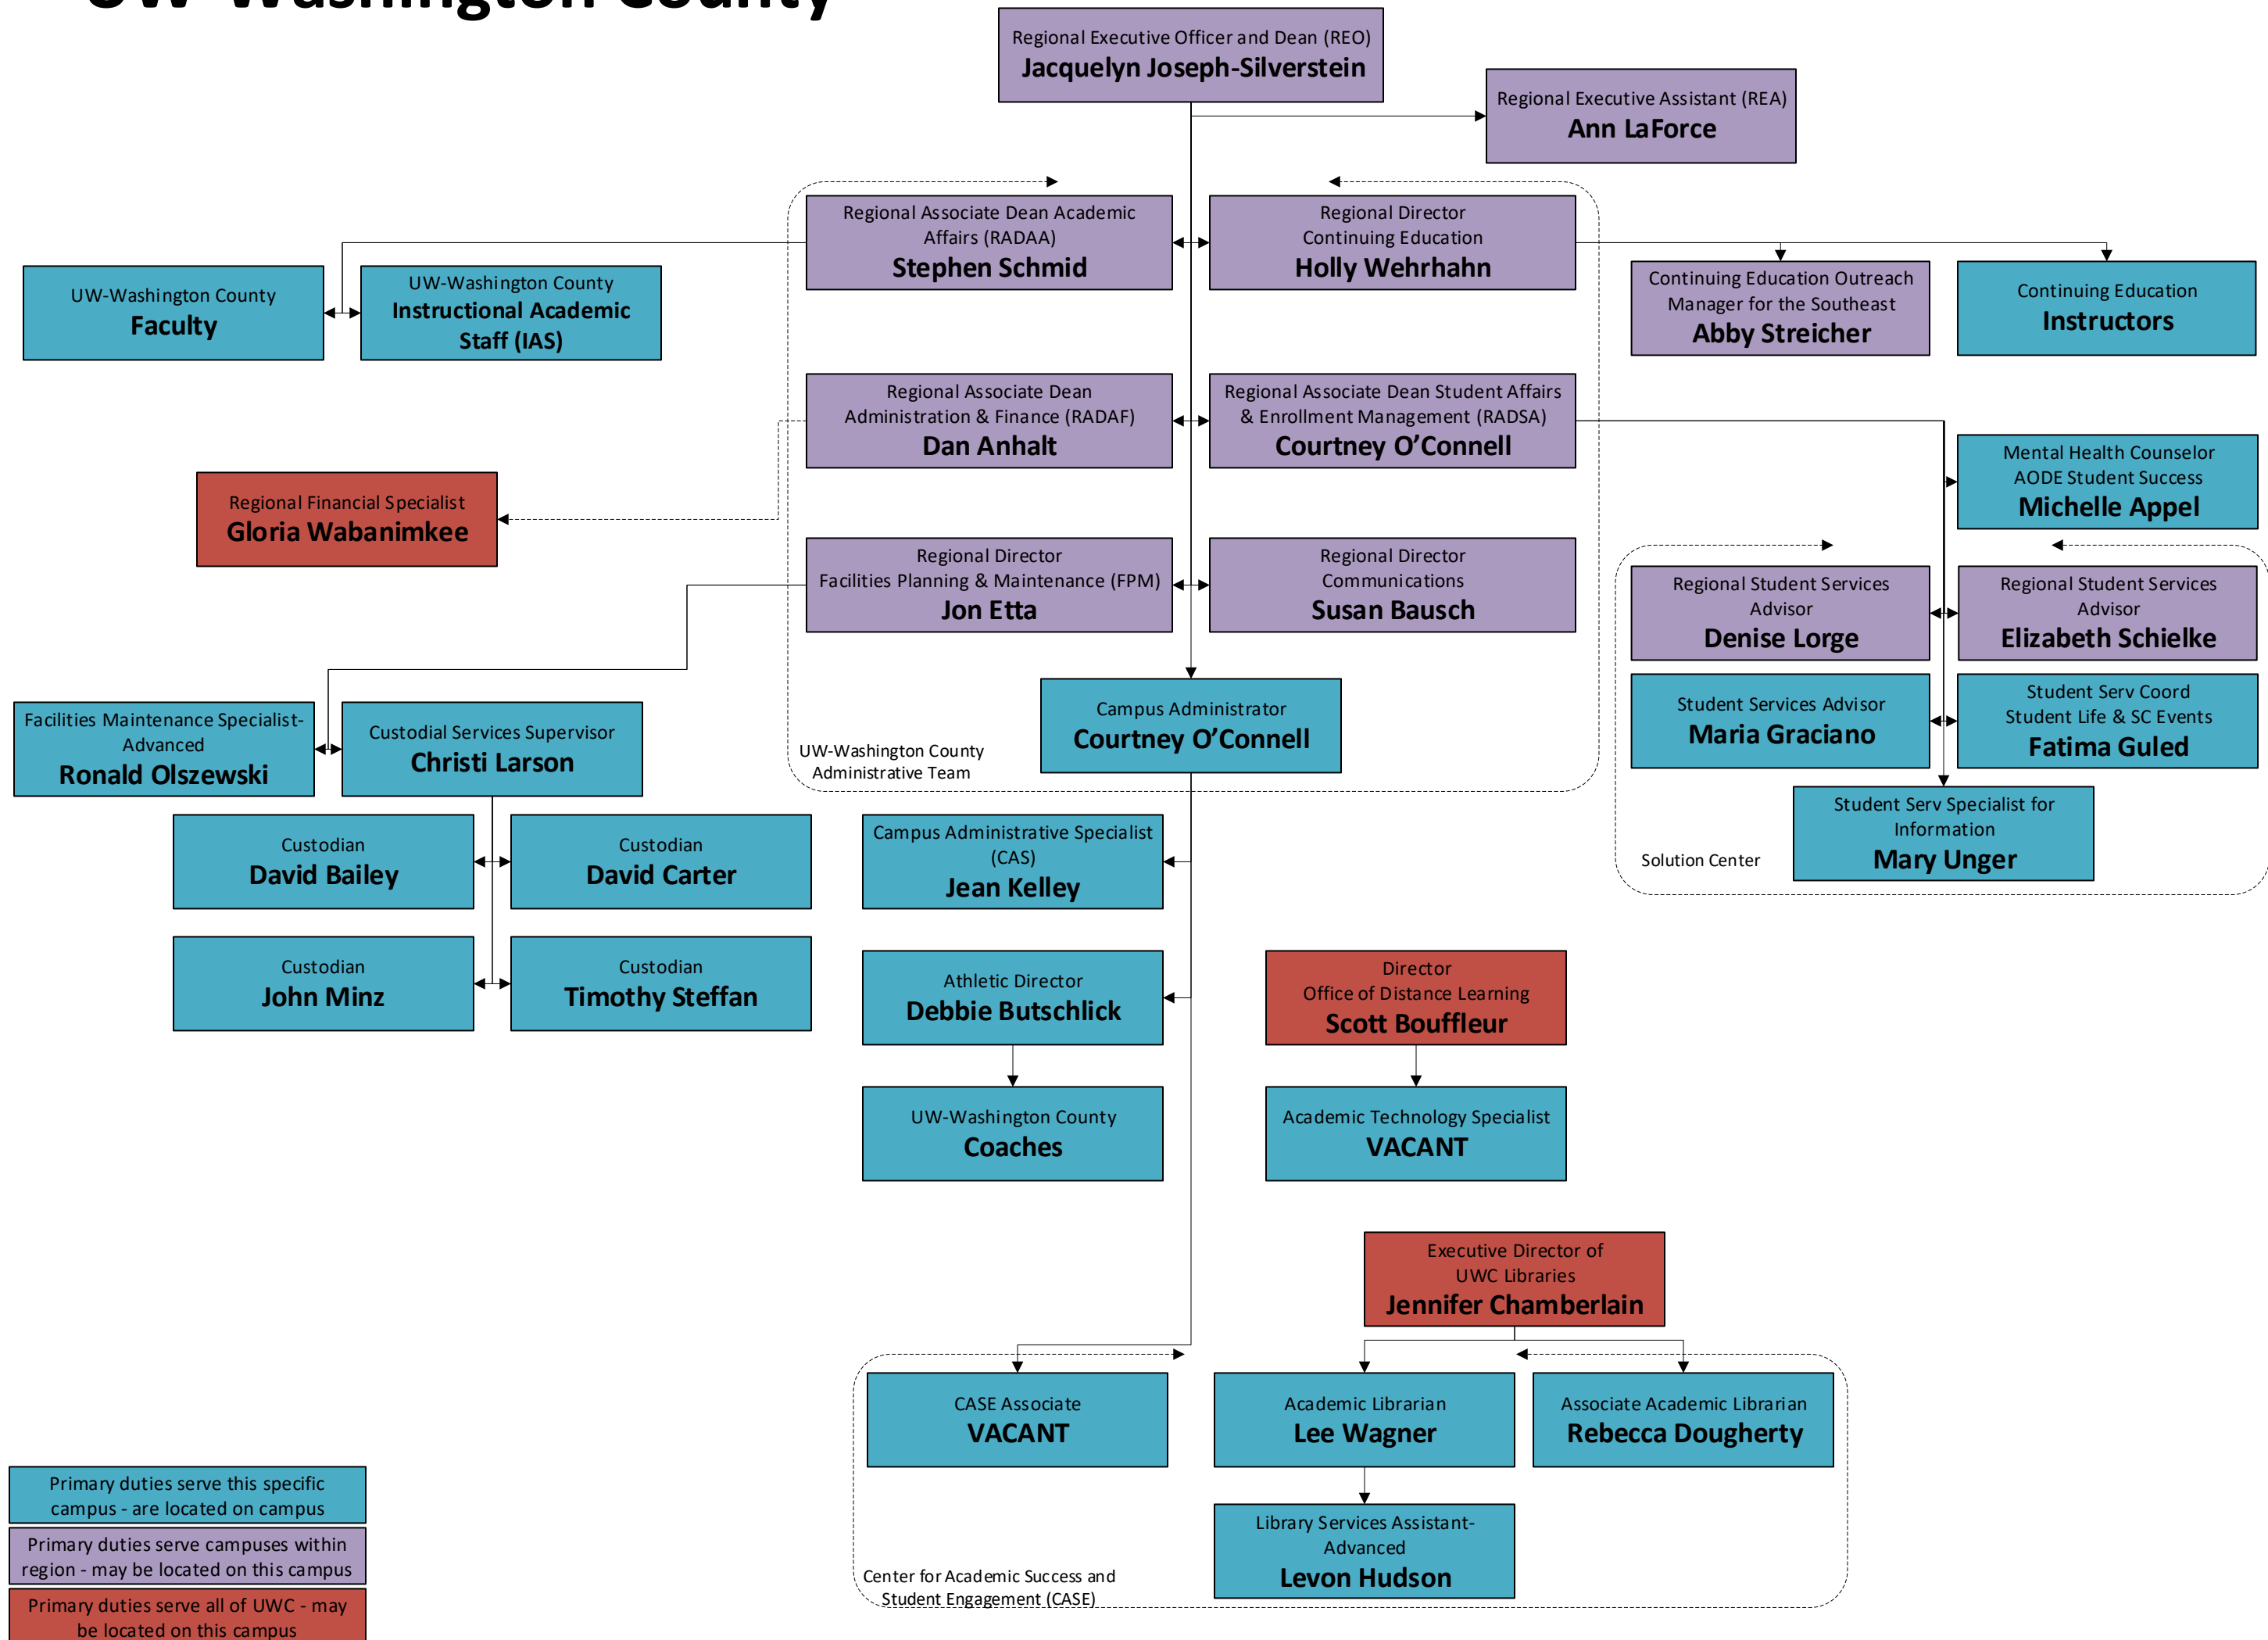 UW-Washington County
Regional Executive Officer and Dean (REO)
Jacquelyn Joseph-Silverstein
Regional Executive Assistant (REA)
Ann LaForce
Regional Associate Dean Academic
Affairs (RADAA)
Stephen Schmid
Regional Director
Continuing Education
Holly Wehrhahn
UW-Washington County
Faculty
UW-Washington County
Instructional Academic
Staff (IAS)
Continuing Education Outreach
Manager for the Southeast
Abby Streicher
Continuing Education
Instructors
Regional Associate Dean
Administration & Finance (RADAF)
Dan Anhalt
Regional Associate Dean Student Affairs
& Enrollment Management (RADSA)
Courtney O’Connell
Mental Health Counselor
AODE Student Success
Michelle Appel
Regional Financial Specialist
Gloria Wabanimkee
Regional Director
Facilities Planning & Maintenance (FPM)
Jon Etta
Regional Director
Communications
Susan Bausch
Regional Student Services
Advisor
Denise Lorge
Regional Student Services
Advisor
Elizabeth Schielke
Facilities Maintenance Specialist-
Advanced
Ronald Olszewski
Custodial Services Supervisor
Christi Larson
Campus Administrator
Courtney O’Connell
UW-Washington County
Administrative Team
Student Services Advisor
Maria Graciano
Student Serv Coord
Student Life & SC Events
Fatima Guled
Student Serv Specialist for
Information
Mary Unger
Solution Center
Custodian
David Bailey
Custodian
David Carter
Campus Administrative Specialist
(CAS)
Jean Kelley
Custodian
John Minz
Custodian
Timothy Steffan
Athletic Director
Debbie Butschlick
Director
Office of Distance Learning
Scott Bouffleur
UW-Washington County
Coaches
Academic Technology Specialist
VACANT
Executive Director of
UWC Libraries
Jennifer Chamberlain
CASE Associate
VACANT
Academic Librarian
Lee Wagner
Associate Academic Librarian
Rebecca Dougherty
Library Services Assistant-
Advanced
Levon Hudson
Center for Academic Success and
Student Engagement (CASE)
Primary duties serve this specific
campus - are located on campus
Primary duties serve campuses within
region - may be located on this campus
Primary duties serve all of UWC - may
be located on this campus